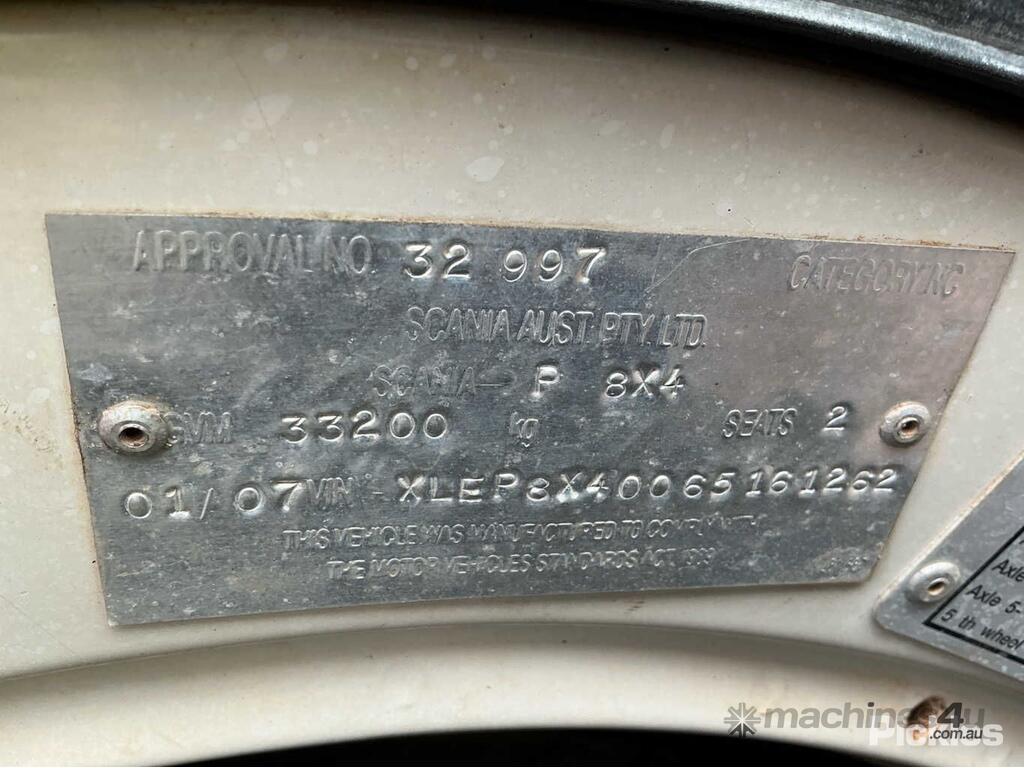 APPROVAL NO. 32 997 CATEGORY NC
SCANIA AUST. PTY. LTD.
SCANIA - P 8X4
GVM 33200 kg SEATS 2
01/07 VIN - XLEP8X40065161262
THIS VEHICLE WAS MANUFACTURED TO COMPLY WITH
THE MOTOR VEHICLES STANDARDS ACT 1989
Axle
Axle 5-
5 th wheel
machines4u
.com.au
Pickles